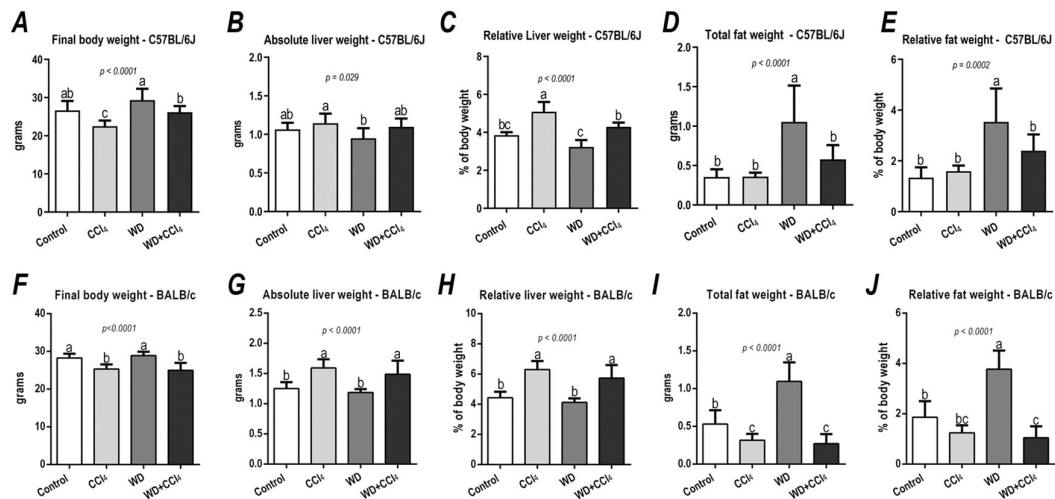 A
Final body weight - C57BL/6J
p < 0.0001
grams
40
30
20
10
0
ab
c
a
b
Control
CCl₄
WD
WD+CCl₄
B
Absolute liver weight - C57BL/6J
p = 0.029
grams
2.0
1.5
1.0
0.5
0.0
ab
a
b
ab
Control
CCl₄
WD
WD+CCl₄
C
Relative Liver weight - C57BL/6J
p < 0.0001
% of body weight
8
6
4
2
0
bc
a
c
b
Control
CCl₄
WD
WD+CCl₄
D
Total fat weight - C57BL/6J
p < 0.0001
grams
2.0
1.5
1.0
0.5
0.0
b
b
a
b
Control
CCl₄
WD
WD+CCl₄
E
Relative fat weight - C57BL/6J
p = 0.0002
% of body weight
6
4
2
0
b
b
a
b
Control
CCl₄
WD
WD+CCl₄
F
Final body weight - BALB/c
p<0.0001
grams
40
30
20
10
0
a
b
a
b
Control
CCl₄
WD
WD+CCl₄
G
Absolute liver weight - BALB/c
p < 0.0001
grams
2.5
2.0
1.5
1.0
0.5
0.0
b
a
b
a
Control
CCl₄
WD
WD+CCl₄
H
Relative liver weight - BALB/c
p < 0.0001
% of body weight
10
8
6
4
2
0
b
a
b
a
Control
CCl₄
WD
WD+CCl₄
I
Total fat weight - BALB/c
p < 0.0001
grams
2.0
1.5
1.0
0.5
0.0
b
c
a
c
Control
CCl₄
WD
WD+CCl₄
J
Relative fat weight - BALB/c
p < 0.0001
% of body weight
6
4
2
0
b
bc
a
c
Control
CCl₄
WD
WD+CCl₄